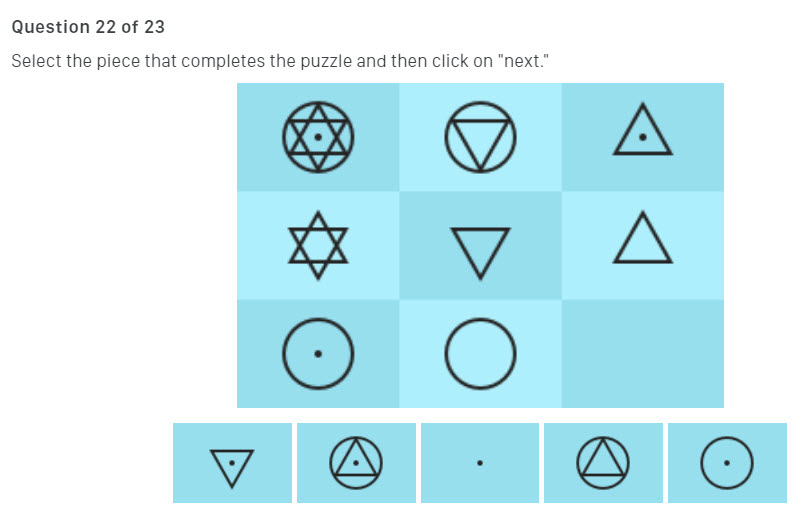 Question 22 of 23
Select the piece that completes the puzzle and then click on "next."